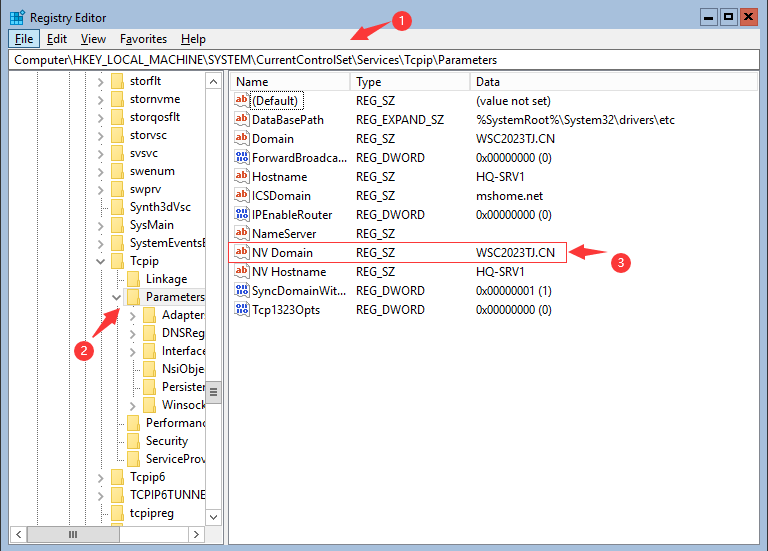 Registry Editor
1
File Edit View Favorites Help
Computer\HKEY_LOCAL_MACHINE\SYSTEM\CurrentControlSet\Services\Tcpip\Parameters
storflt
stornvme
storqosflt
storvsc
svsvc
swenum
swprv
Synth3dVsc
SysMain
SystemEventsB
Tcpip
Linkage
Parameters
2
Adapters
DNSReg
Interface
NsiObje
Persister
Winsock
Performanc
Security
ServiceProv
Tcpip6
TCPIP6TUNNE
tcpipreg
Name Type Data
(Default) REG_SZ (value not set)
DataBasePath REG_EXPAND_SZ %SystemRoot%\System32\drivers\etc
Domain REG_SZ WSC2023TJ.CN
ForwardBroadca... REG_DWORD 0x00000000 (0)
Hostname REG_SZ HQ-SRV1
ICSDomain REG_SZ mshome.net
IPEnableRouter REG_DWORD 0x00000000 (0)
NameServer REG_SZ
NV Domain REG_SZ WSC2023TJ.CN
3
NV Hostname REG_SZ HQ-SRV1
SyncDomainWit... REG_DWORD 0x00000001 (1)
Tcp1323Opts REG_DWORD 0x00000000 (0)